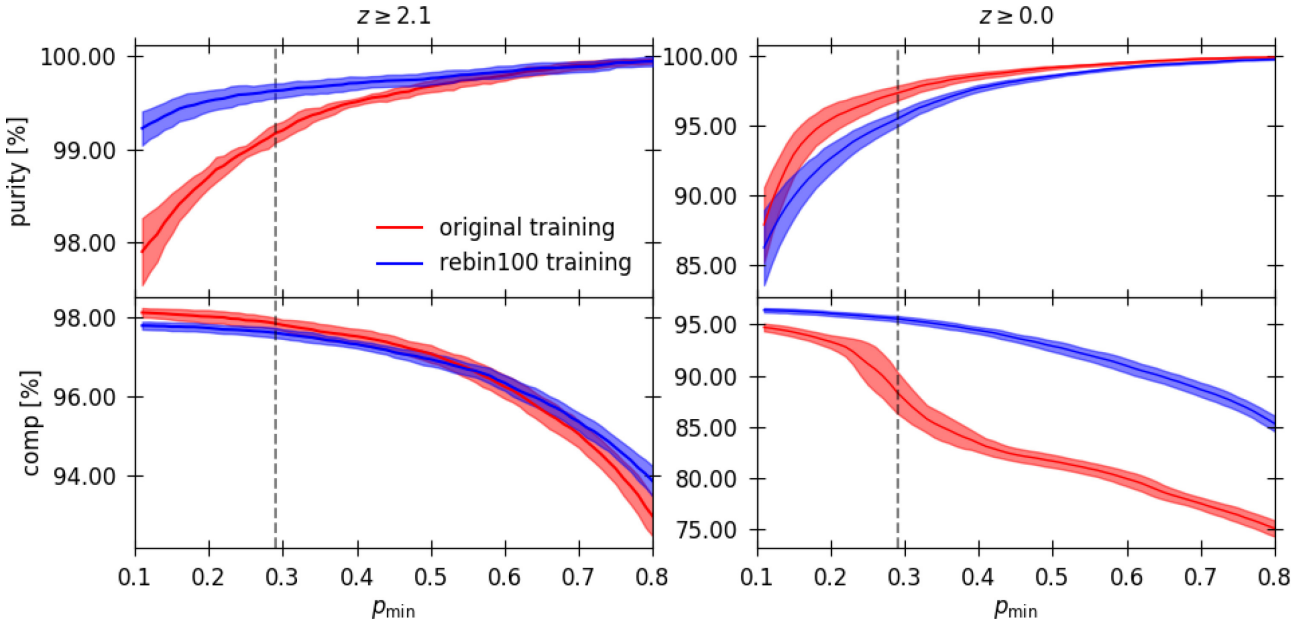 z ≥ 2.1
z ≥ 0.0
purity [%]
100.00
99.00
98.00
original training
rebin100 training
100.00
95.00
90.00
85.00
comp [%]
98.00
96.00
94.00
95.00
90.00
85.00
80.00
75.00
0.1 0.2 0.3 0.4 0.5 0.6 0.7 0.8
0.1 0.2 0.3 0.4 0.5 0.6 0.7 0.8
p_min
p_min